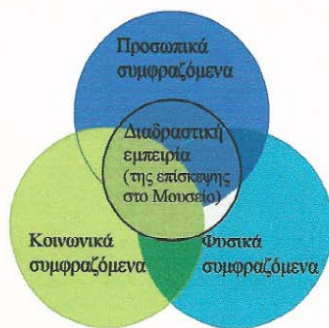 Προσωπικά
συμφραζόμενα
Διαδραστική
εμπειρία
(της επίσκεψης
στο Μουσείο)
Κοινωνικά
συμφραζόμενα
Φυσικά
συμφραζόμενα